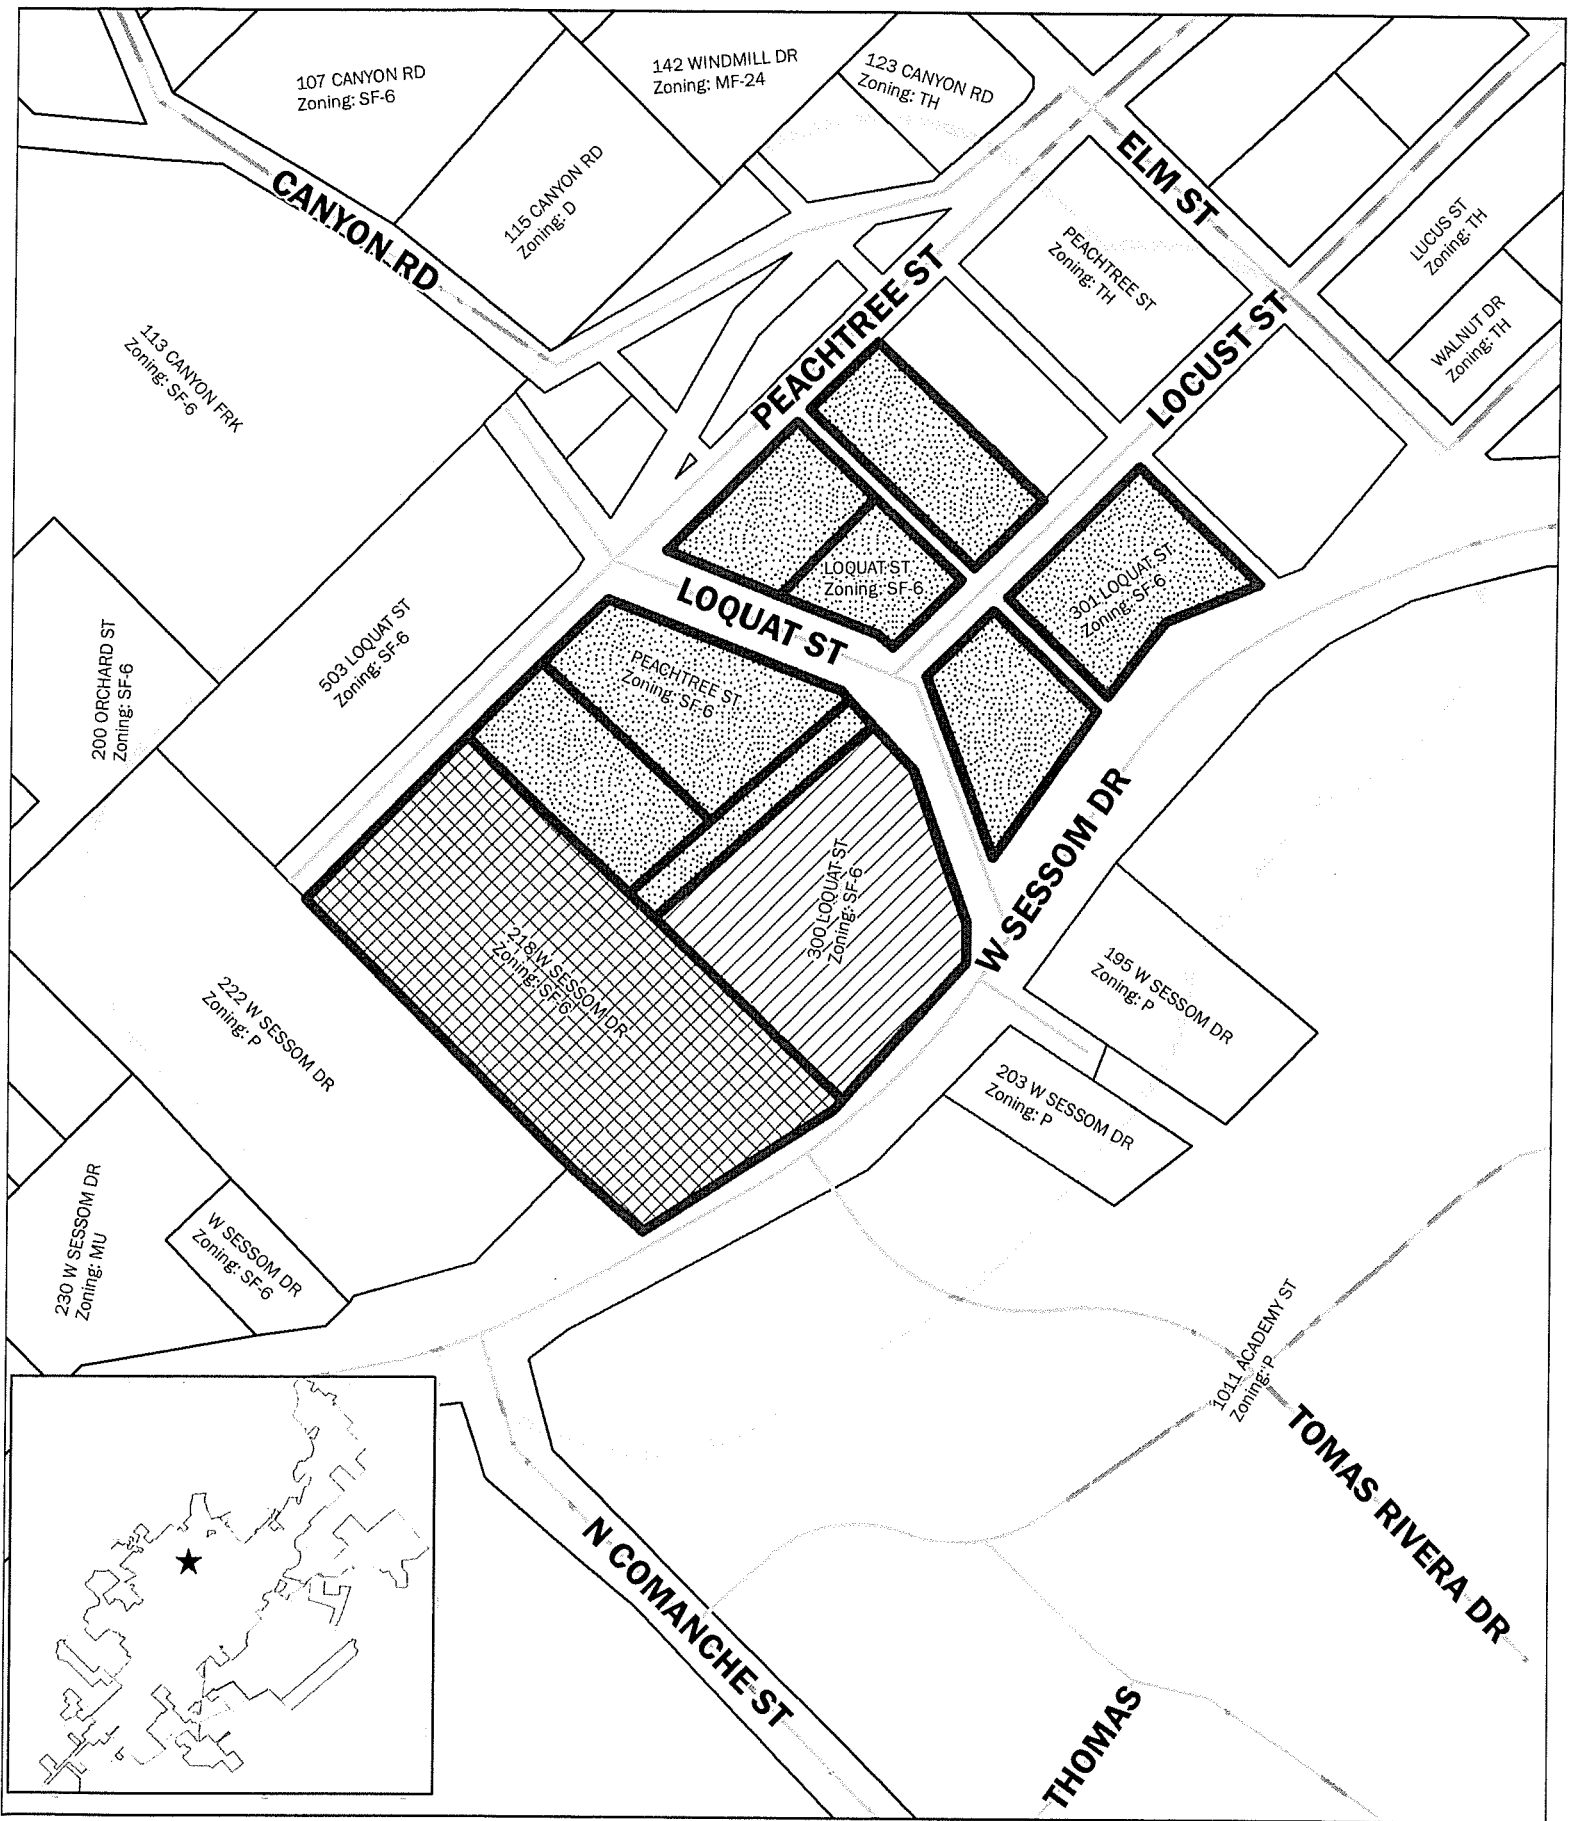 107 CANYON RD
Zoning: SF-6
142 WINDMILL DR
Zoning: MF-24
123 CANYON RD
Zoning: TH
ELM ST
CANYON RD
115 CANYON RD
Zoning: D
PEACHTREE ST
Zoning: TH
LUCUS ST
Zoning: TH
WALNUT DR
Zoning: TH
PEACHTREE ST
LOCUST ST
113 CANYON FRK
Zoning: SF-6
LOQUAT ST
Zoning: SF-6
301 LOQUAT ST
Zoning: SF-6
LOQUAT ST
503 LOQUAT ST
Zoning: SF-6
200 ORCHARD ST
Zoning: SF-6
PEACHTREE ST
Zoning: SF-6
W SESSOM DR
300 LOQUAT ST
Zoning: SF-6
218 W SESSOM DR
Zoning: SF-6
195 W SESSOM DR
Zoning: P
222 W SESSOM DR
Zoning: P
203 W SESSOM DR
Zoning: P
230 W SESSOM DR
Zoning: MU
W SESSOM DR
Zoning: SF-6
1011 ACADEMY ST
Zoning: P
TOMAS RIVERA DR
N COMANCHE ST
THOMAS